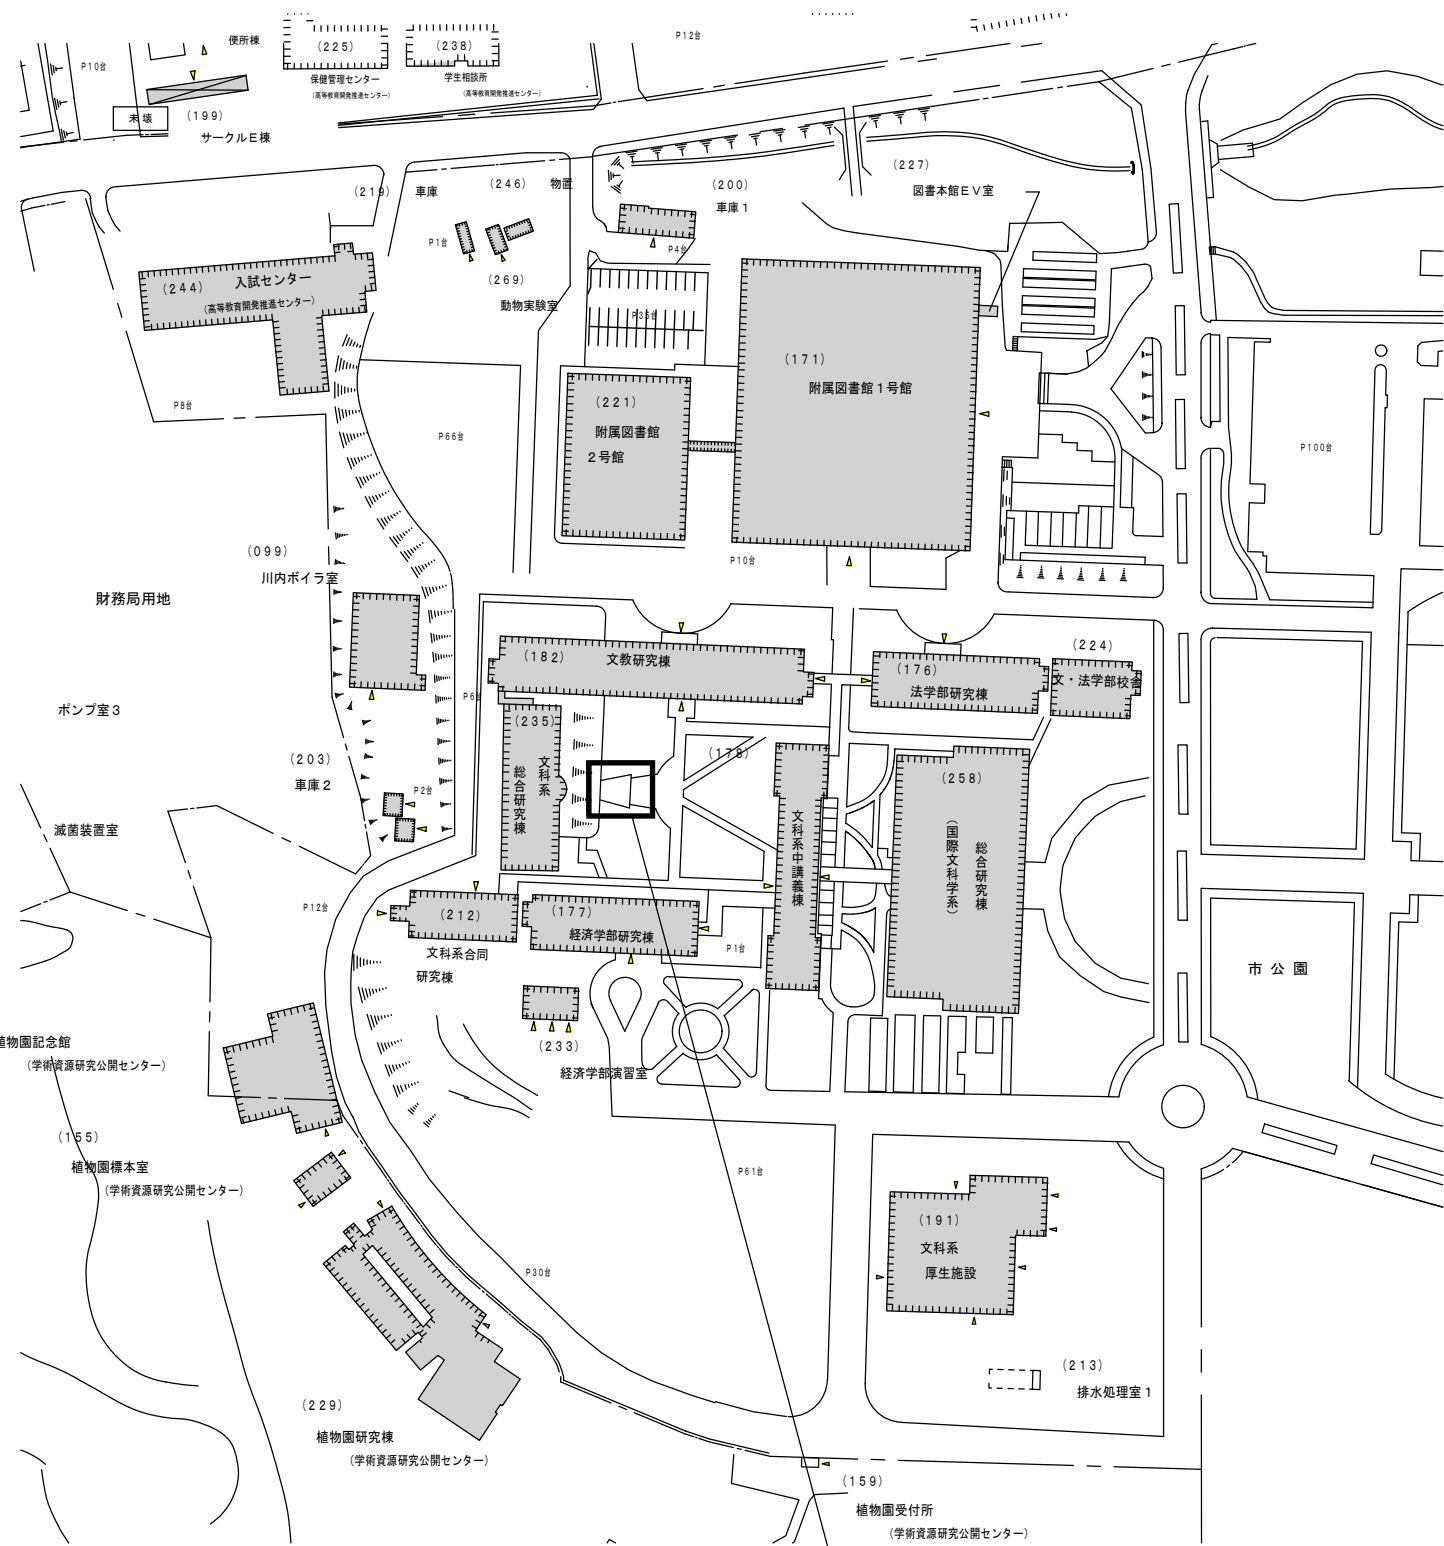 便所棟
P10台
(225)
(238)
P12台
保健管理センター
(高等教育開発推進センター)
学生相談所
(高等教育開発推進センター)
未壊
(199)
サークルE棟
(219)
車庫
(246)
物置
(200)
車庫1
(227)
図書本館EV室
P1台
P4台
(244)
入試センター
(高等教育開発推進センター)
(269)
動物実験室
P35台
(171)
附属図書館1号館
(221)
附属図書館
2号館
P8台
P66台
P100台
(099)
川内ボイラ室
P10台
財務局用地
(182)
文教研究棟
(176)
法学部研究棟
(224)
文・法学部校舎
P6台
ポンプ室3
(235)
文科系
総合研究棟
(178)
文科系中講義棟
(258)
総合研究棟
(国際文科学系)
(203)
車庫2
P2台
滅菌装置室
P12台
(212)
文科系合同
研究棟
(177)
経済学部研究棟
P1台
市公園
(233)
経済学部演習室
植物園記念館
(学術資源研究公開センター)
(155)
植物園標本室
(学術資源研究公開センター)
P61台
(191)
文科系
厚生施設
P30台
(213)
排水処理室1
(229)
植物園研究棟
(学術資源研究公開センター)
(159)
植物園受付所
(学術資源研究公開センター)